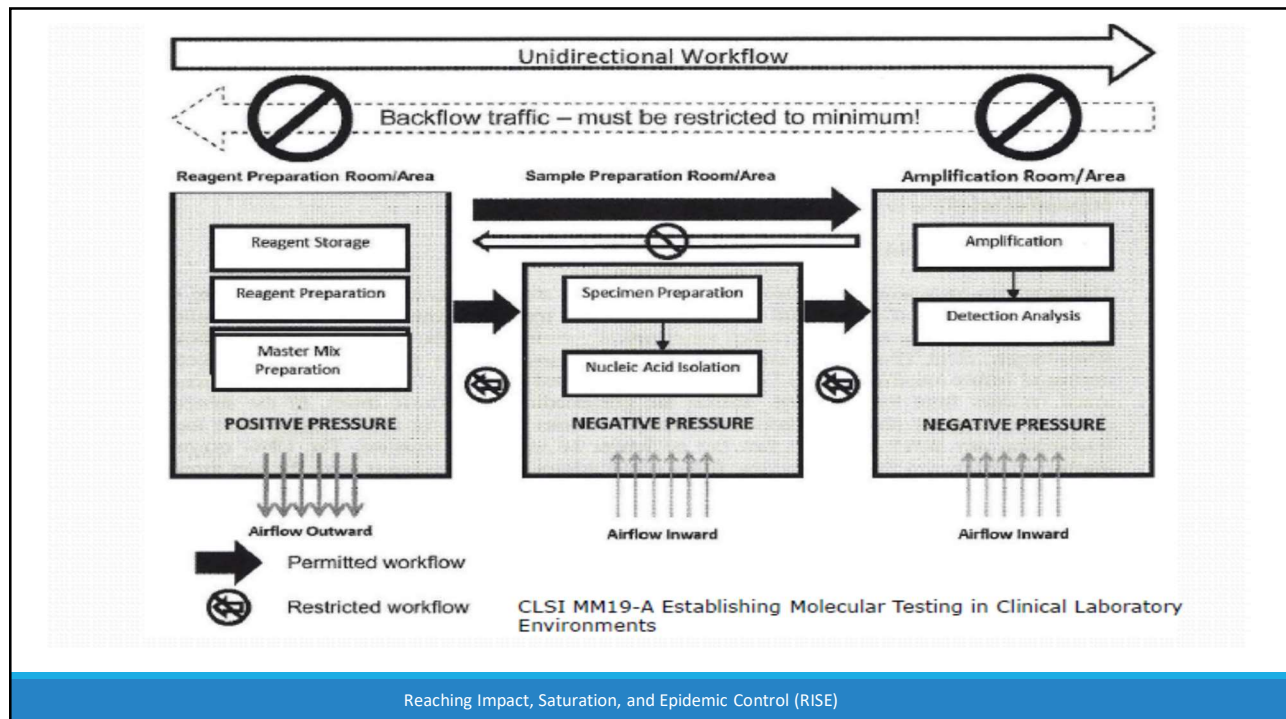 Unidirectional Workflow
Backflow traffic – must be restricted to minimum!
Reagent Preparation Room/Area
Sample Preparation Room/Area
Amplification Room/Area
Reagent Storage
Reagent Preparation
Master Mix
Preparation
POSITIVE PRESSURE
Airflow Outward
Specimen Preparation
Nucleic Acid Isolation
NEGATIVE PRESSURE
Airflow Inward
Amplification
Detection Analysis
NEGATIVE PRESSURE
Airflow Inward
Permitted workflow
Restricted workflow
CLSI MM19-A Establishing Molecular Testing in Clinical Laboratory
Environments
Reaching Impact, Saturation, and Epidemic Control (RISE)